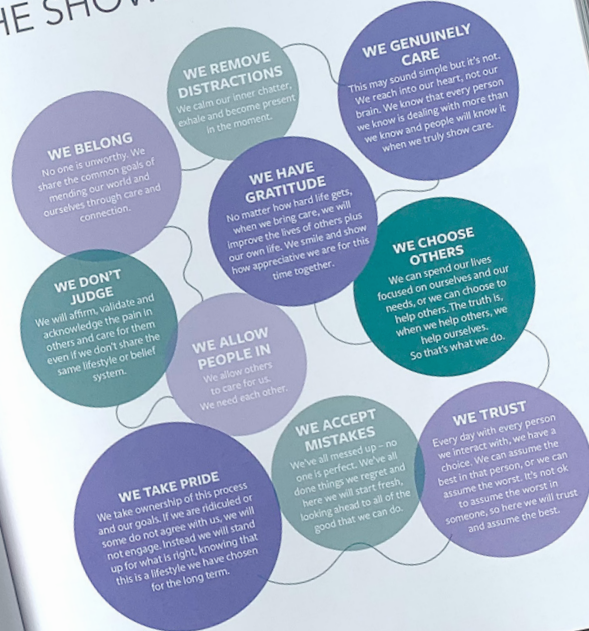 WE REMOVE
DISTRACTIONS
We calm our inner chatter,
exhale and become present
in the moment.
WE GENUINELY
CARE
This may sound simple but it's not.
We reach into our heart, not our
brain. We know that every person
we know is dealing with more than
we know and people will know it
when we truly show care.
WE BELONG
No one is unworthy. We
share the common goals of
mending our world and
ourselves through care and
connection.
WE HAVE
GRATITUDE
No matter how hard life gets,
when we bring care, we will
improve the lives of others plus
our own life. We smile and show
how appreciative we are for this
time together.
WE CHOOSE
OTHERS
We can spend our lives
focused on ourselves and our
needs, or we can choose to
help others. The truth is,
when we help others, we
help ourselves.
So that's what we do.
WE DON'T
JUDGE
We will affirm, validate and
acknowledge the pain in
others and care for them
even if we don't share the
same lifestyle or belief
system.
WE ALLOW
PEOPLE IN
We allow others
to care for us.
We need each other.
WE ACCEPT
MISTAKES
We've all messed up – no
one is perfect. We've all
done things we regret and
here we will start fresh,
looking ahead to all of the
good that we can do.
WE TRUST
Every day with every person
we interact with, we have a
choice. We can assume the
best in that person, or we can
assume the worst. It's not ok
to assume the worst in
someone, so here we will trust
and assume the best.
WE TAKE PRIDE
We take ownership of this process
and our goals. If we are ridiculed or
some do not agree with us, we will
not engage. Instead we will stand
up for what is right, knowing that
this is a lifestyle we have chosen
for the long term.